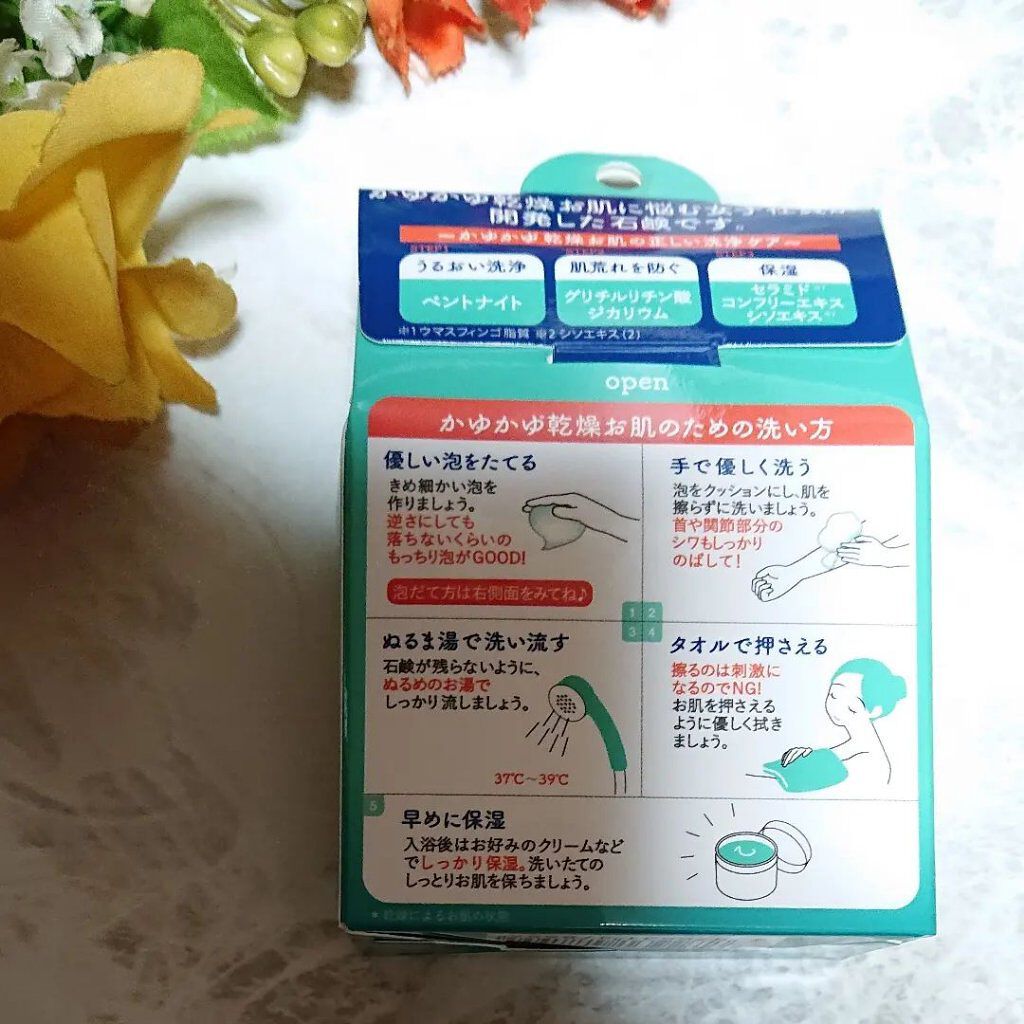 かゆかゆ乾燥お肌に悩む女子社員が
開発した石鹸です。
〜かゆかゆ乾燥お肌の正しい洗浄ケア〜
STEP1
うるおい洗浄
ベントナイト
STEP2
肌荒れを防ぐ
グリチルリチン酸
ジカリウム
STEP3
保湿
セラミド※1
コンフリーエキス
シソエキス※2
※1 ウマスフィンゴ脂質 ※2 シソエキス(2)
open
かゆかゆ乾燥お肌のための洗い方
優しい泡をたてる
きめ細かい泡を
作りましょう。
逆さにしても
落ちないくらいの
もっちり泡がGOOD!
泡だて方は右側面をみてね♪
1
手で優しく洗う
泡をクッションにし、肌を
擦らずに洗いましょう。
首や関節部分の
シワもしっかり
のばして!
2
ぬるま湯で洗い流す
石鹸が残らないように、
ぬるめのお湯で
しっかり流しましょう。
37℃〜39℃
3
タオルで押さえる
擦るのは刺激に
なるのでNG!
お肌を押さえる
ように優しく拭き
ましょう。
4
5
早めに保湿
入浴後はお好みのクリームなど
でしっかり保湿。洗いたての
しっとりお肌を保ちましょう。
*乾燥によるお肌の状態